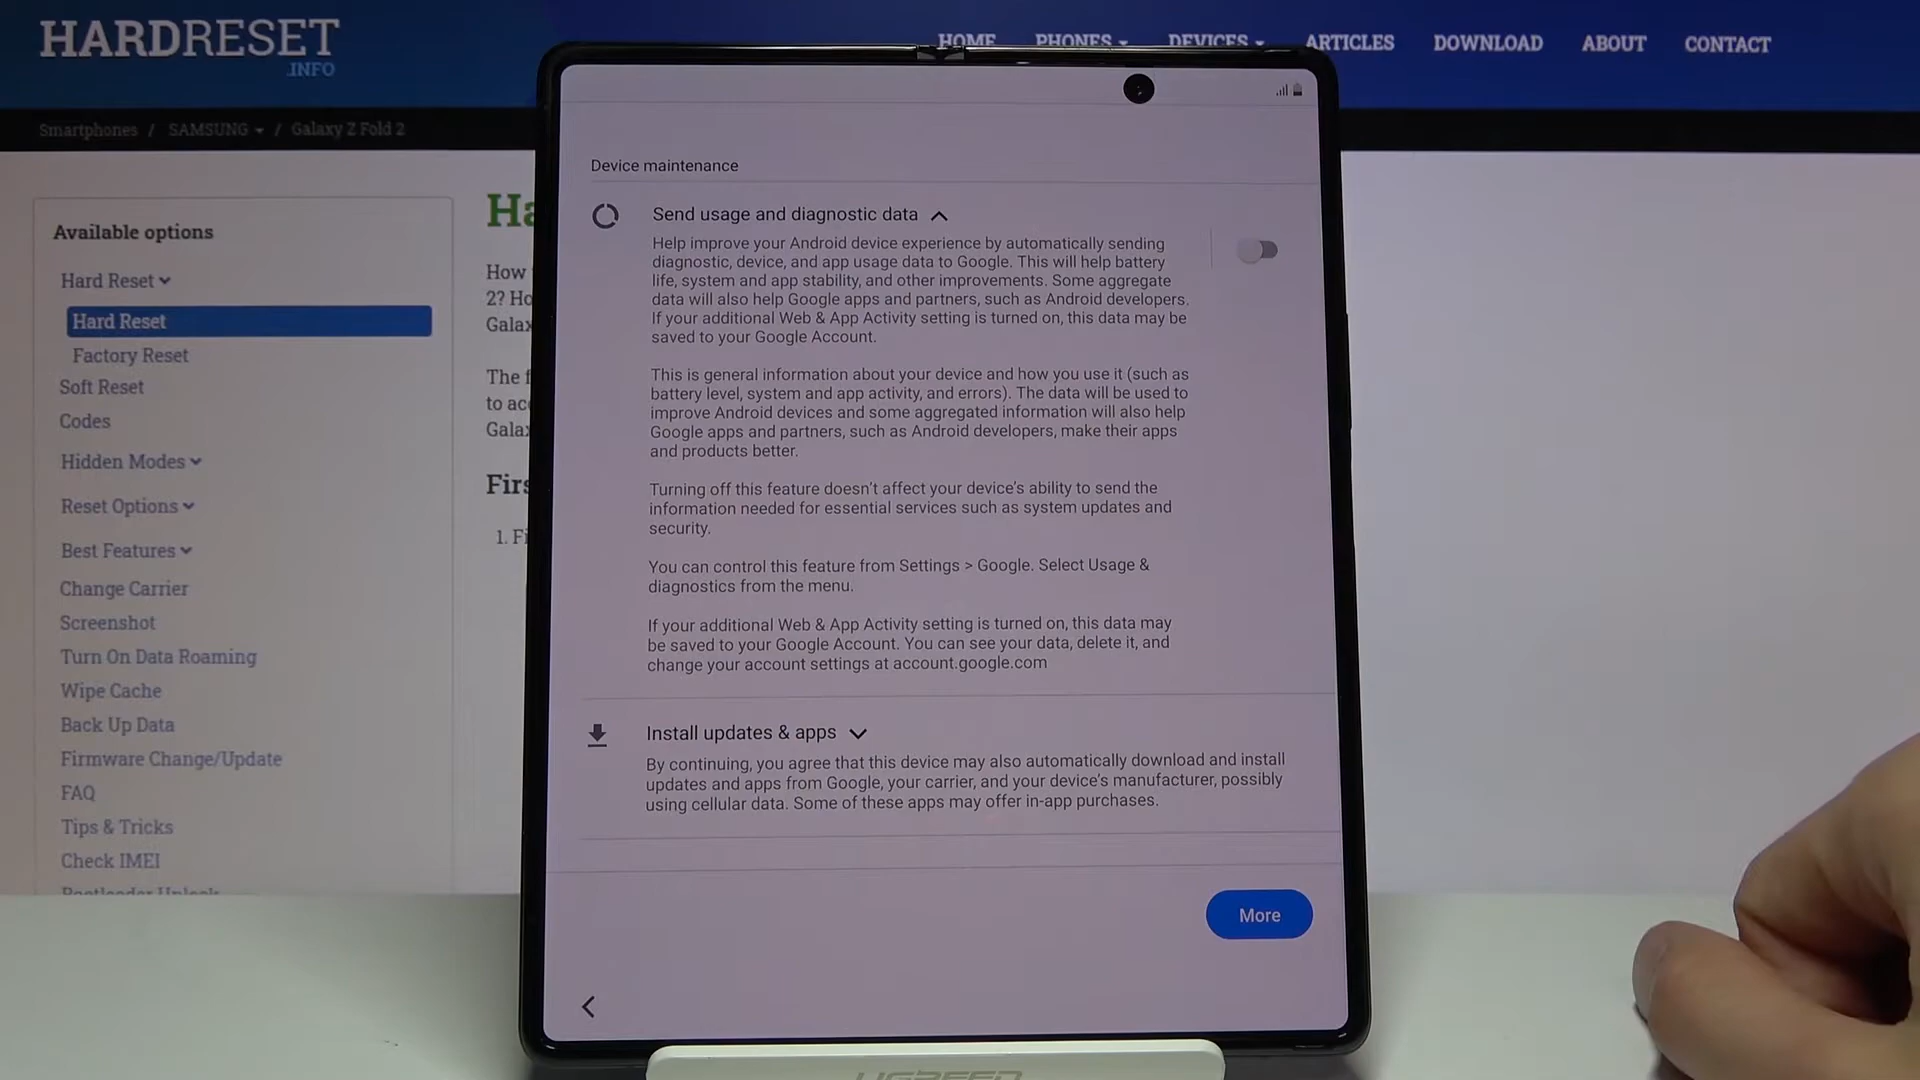 HARDRESET
.INFO
HOME PHONES DEVICES ARTICLES DOWNLOAD ABOUT CONTACT
Smartphones / SAMSUNG / Galaxy Z Fold 2
Available options
Hard Reset
Hard Reset
Factory Reset
Soft Reset
Codes
Hidden Modes
Reset Options
Best Features
Change Carrier
Screenshot
Turn On Data Roaming
Wipe Cache
Back Up Data
Firmware Change/Update
FAQ
Tips & Tricks
Check IMEI
Bootloader Unlock
Ha
How
2? Ho
Galax
The f
to acc
Galax
Firs
1. Fi
Device maintenance
Send usage and diagnostic data
Help improve your Android device experience by automatically sending
diagnostic, device, and app usage data to Google. This will help battery
life, system and app stability, and other improvements. Some aggregate
data will also help Google apps and partners, such as Android developers.
If your additional Web & App Activity setting is turned on, this data may be
saved to your Google Account.
This is general information about your device and how you use it (such as
battery level, system and app activity, and errors). The data will be used to
improve Android devices and some aggregated information will also help
Google apps and partners, such as Android developers, make their apps
and products better.
Turning off this feature doesn't affect your device's ability to send the
information needed for essential services such as system updates and
security.
You can control this feature from Settings > Google. Select Usage &
diagnostics from the menu.
If your additional Web & App Activity setting is turned on, this data may
be saved to your Google Account. You can see your data, delete it, and
change your account settings at account.google.com
Install updates & apps
By continuing, you agree that this device may also automatically download and install
updates and apps from Google, your carrier, and your device's manufacturer, possibly
using cellular data. Some of these apps may offer in-app purchases.
More
UGREEN